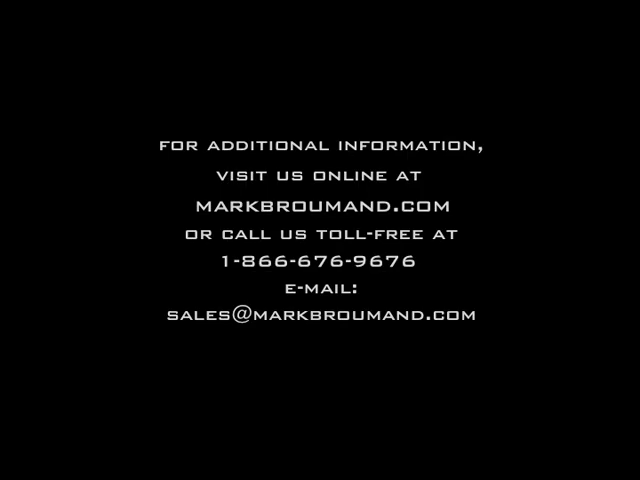 FOR ADDITIONAL INFORMATION,
VISIT US ONLINE AT
MARKBROUMAND.COM
OR CALL US TOLL-FREE AT
1-866-676-9676
E-MAIL:
SALES@MARKBROUMAND.COM